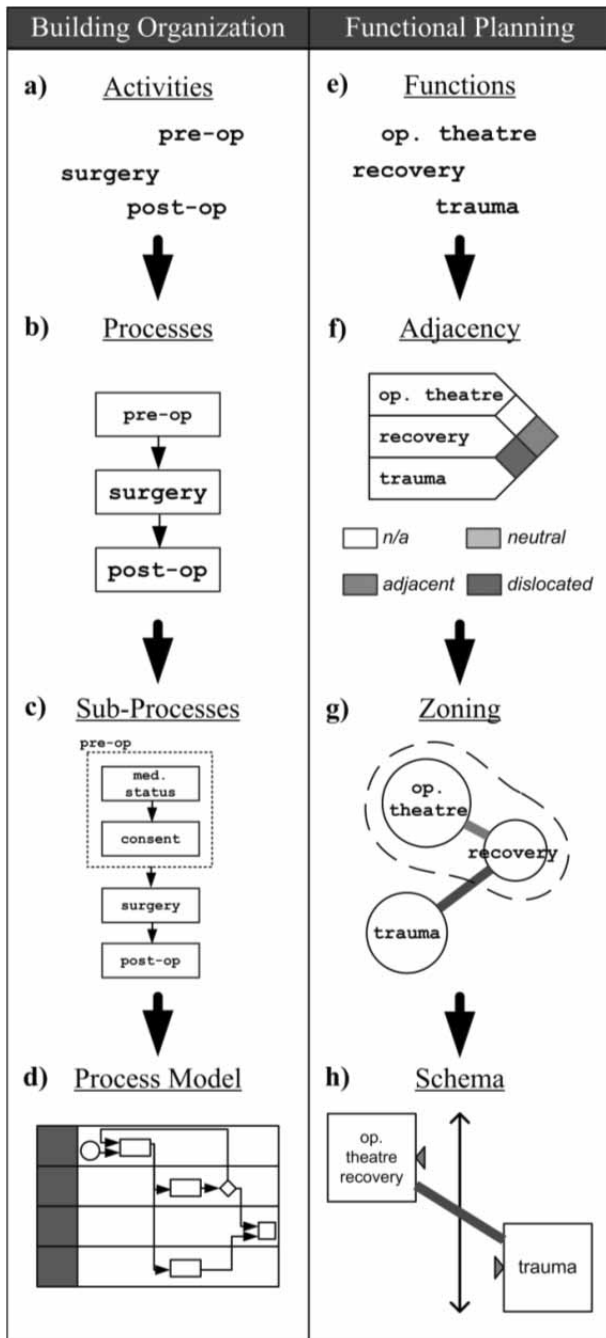 Building Organization
a) Activities
pre-op
surgery
post-op
b) Processes
pre-op
surgery
post-op
c) Sub-Processes
pre-op
med.
status
consent
surgery
post-op
d) Process Model
Functional Planning
e) Functions
op. theatre
recovery
trauma
f) Adjacency
op. theatre
recovery
trauma
n/a
neutral
adjacent
dislocated
g) Zoning
op.
theatre
recovery
trauma
h) Schema
op.
theatre
recovery
trauma